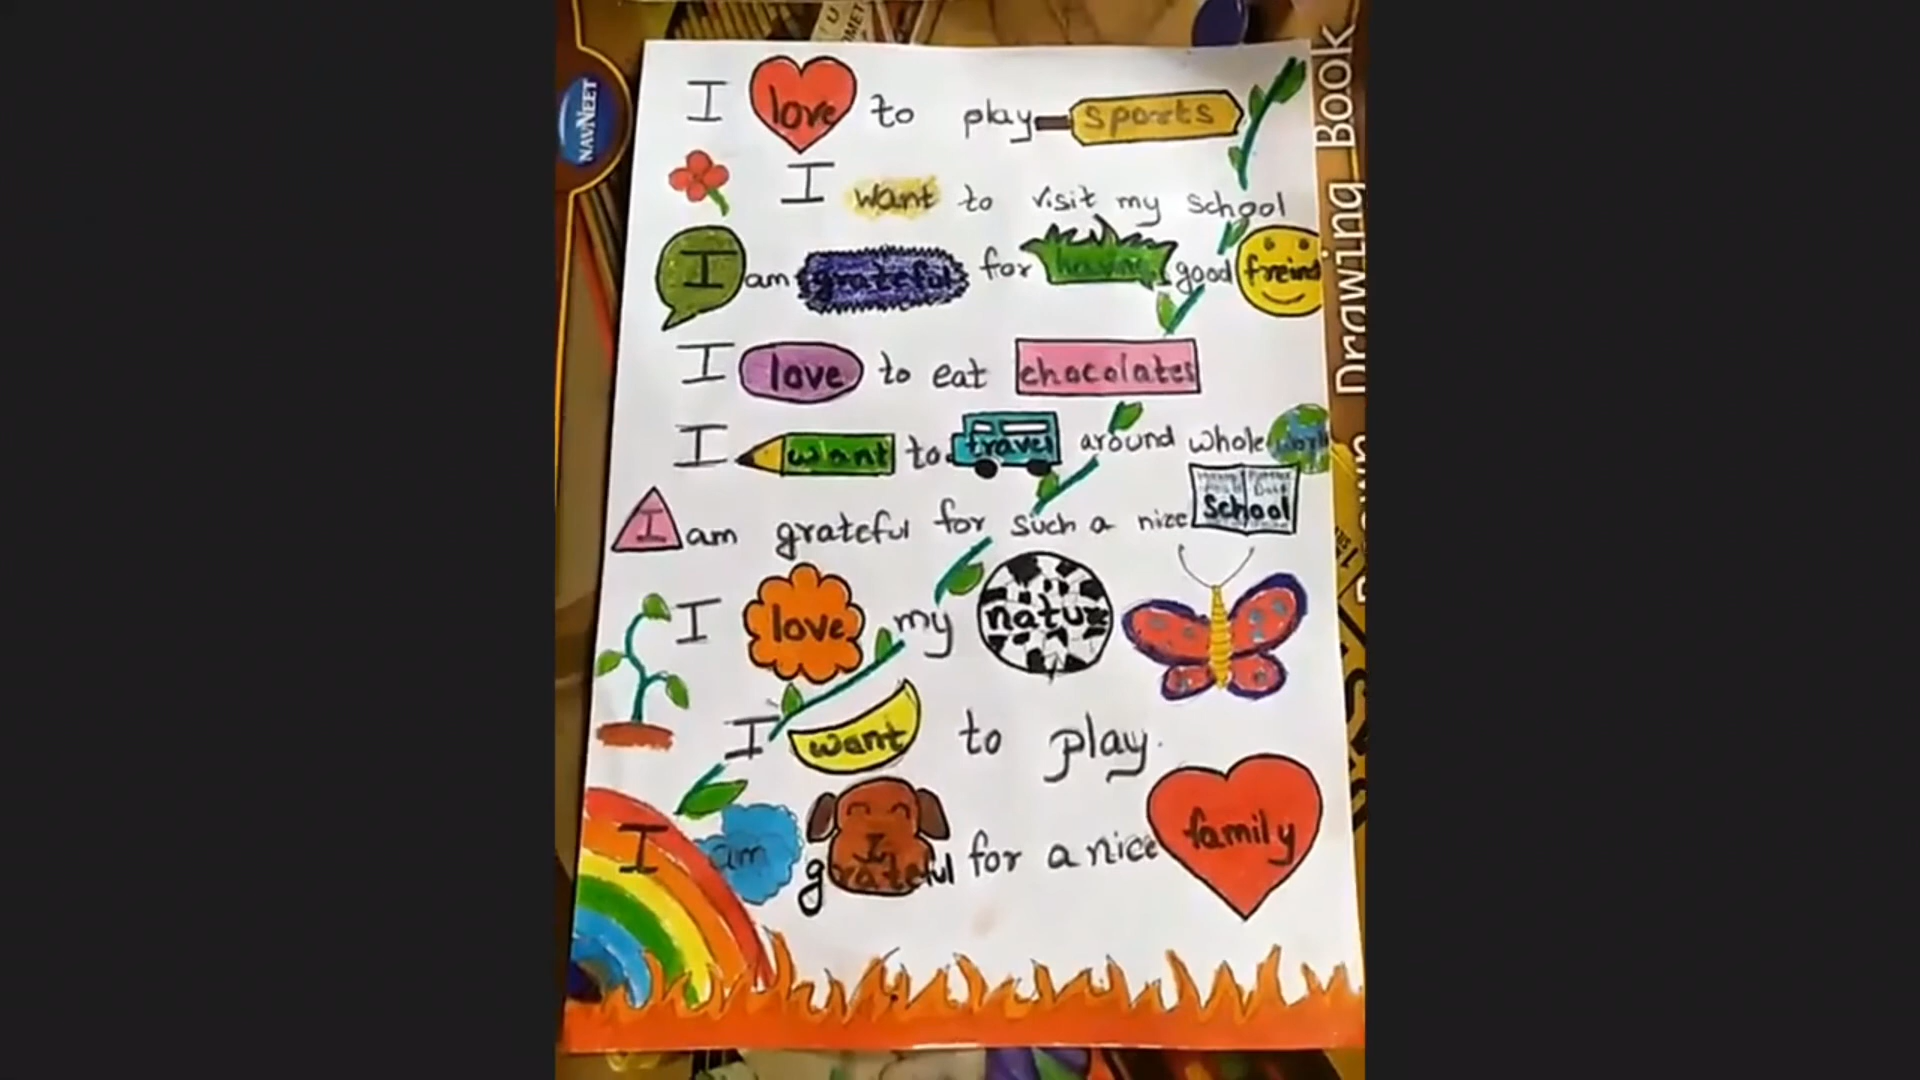 I love to play sports
I want to visit my school
I am grateful for having good freind
I love to eat chocolates
I want to travel around whole world
I am grateful for such a nice School
I love my nature
I want to play.
I am grateful for a nice family
NAVNEET
Drawing Book